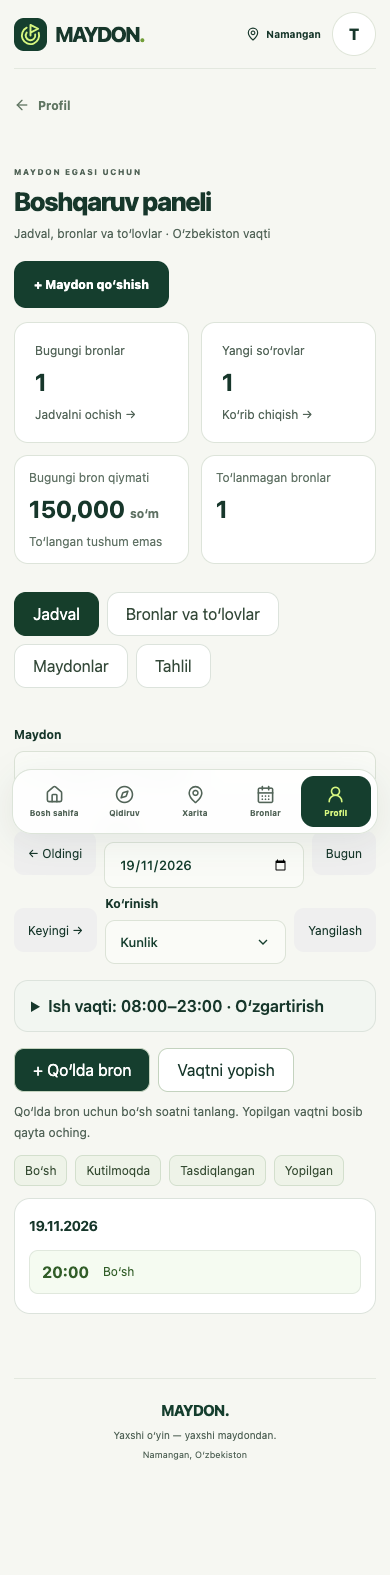 MAYDON.
Namangan
T
← Profil
MAYDON EGASI UCHUN
Boshqaruv paneli
Jadval, bronlar va to‘lovlar · O‘zbekiston vaqti
+ Maydon qo‘shish
Bugungi bronlar
1
Jadvalni ochish →
Yangi so‘rovlar
1
Ko‘rib chiqish →
Bugungi bron qiymati
150,000 so‘m
To‘langan tushum emas
To‘lanmagan bronlar
1
Jadval
Bronlar va to‘lovlar
Maydonlar
Tahlil
Maydon
Bosh sahifa
Qidiruv
Xarita
Bronlar
Profil
← Oldingi
19/11/2026
Bugun
Ko‘rinish
Keyingi →
Kunlik
Yangilash
▶ Ish vaqti: 08:00–23:00 · O‘zgartirish
+ Qo‘lda bron
Vaqtni yopish
Qo‘lda bron uchun bo‘sh soatni tanlang. Yopilgan vaqtni bosib
qayta oching.
Bo‘sh
Kutilmoqda
Tasdiqlangan
Yopilgan
19.11.2026
20:00 Bo‘sh
MAYDON.
Yaxshi o‘yin — yaxshi maydondan.
Namangan, O‘zbekiston